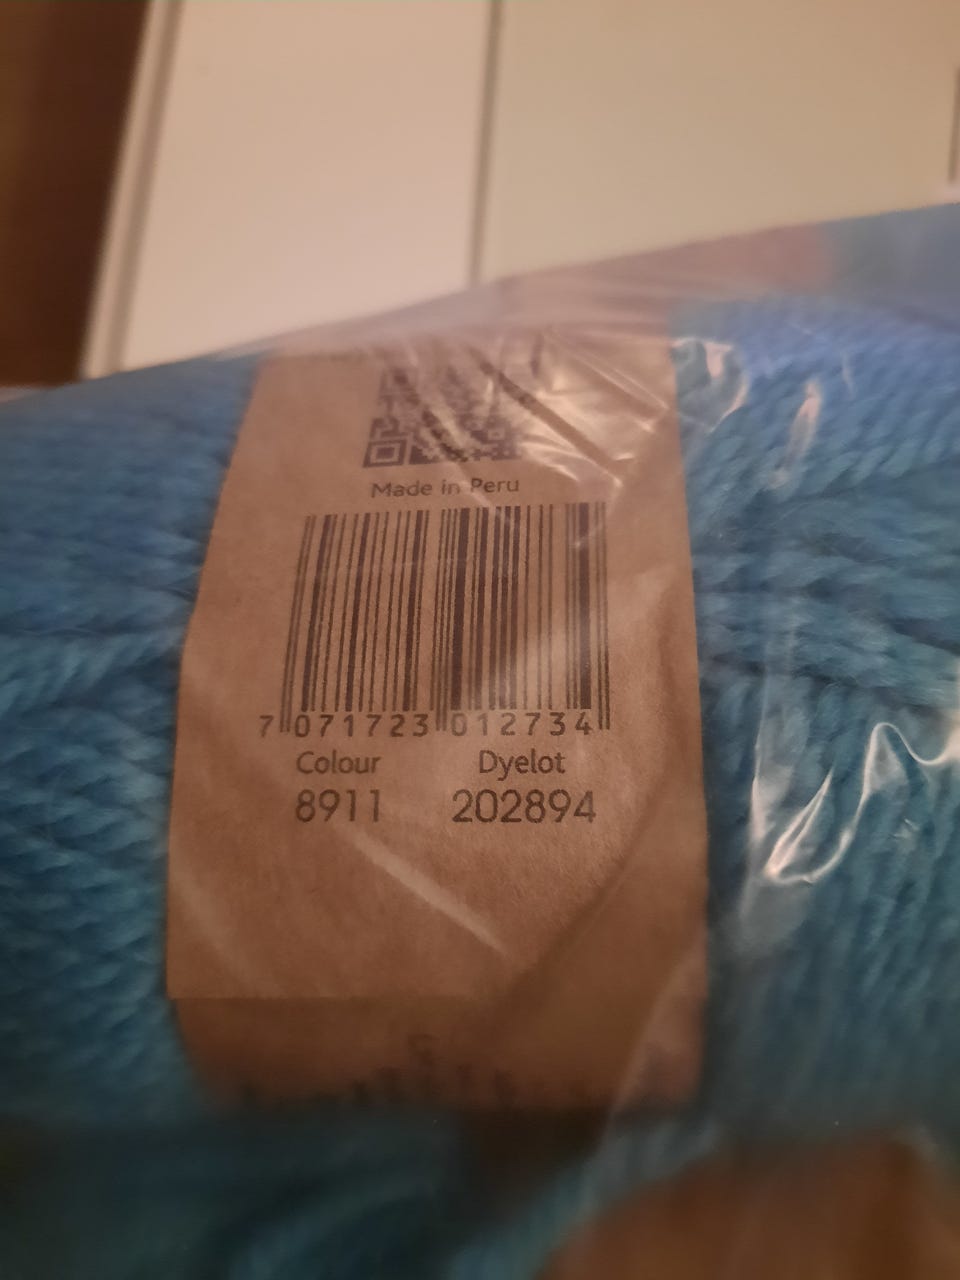 Made in Peru
7 071723 012734
Colour Dyelot
8911 202894